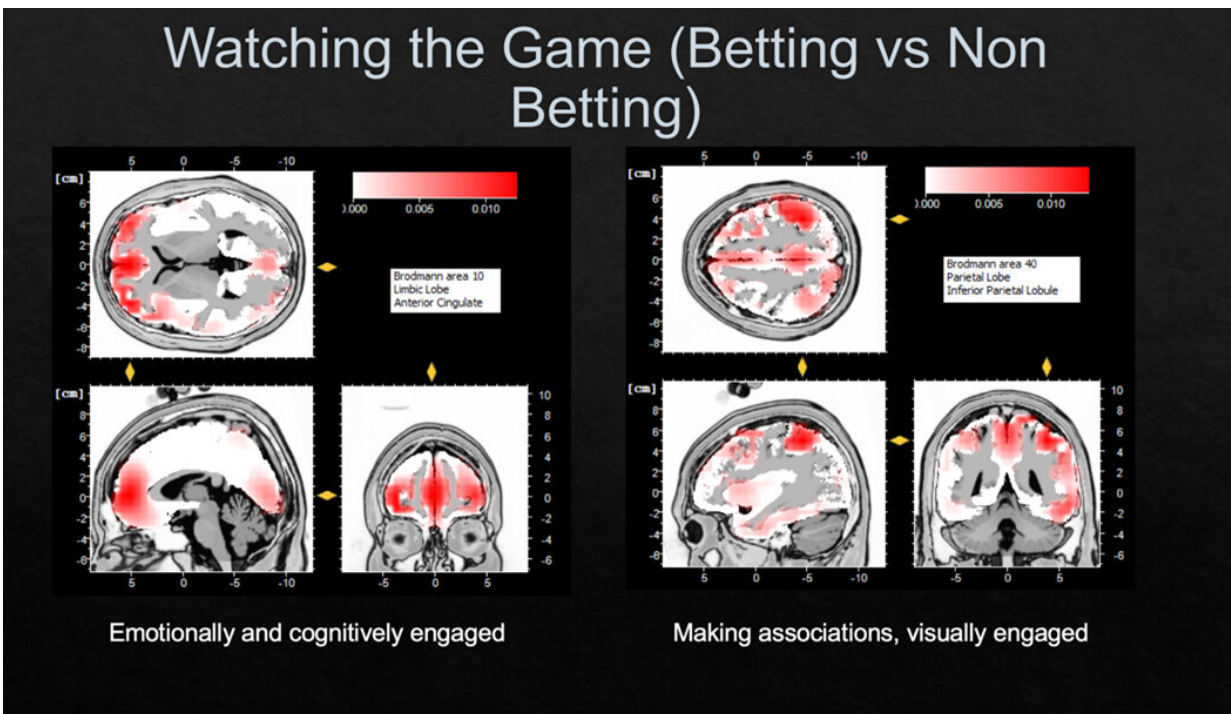 Watching the Game (Betting vs Non
Betting)
5 0 -5 -10
[cm]
6
4
2
0
-2
-4
-6
-8
0.000 0.005 0.010
Brodmann area 10
Limbic Lobe
Anterior Cingulate
[cm]
8
6
4
2
0
-2
-4
-6
5 0 -5 -10
10
8
6
4
2
0
-2
-4
-6
-5 0 5
Emotionally and cognitively engaged
5 0 -5 -10
[cm]
6
4
2
0
-2
-4
-6
-8
0.000 0.005 0.010
Brodmann area 40
Parietal Lobe
Inferior Parietal Lobule
[cm]
8
6
4
2
0
-2
-4
-6
5 0 -5 -10
10
8
6
4
2
0
-2
-4
-6
-5 0 5
Making associations, visually engaged